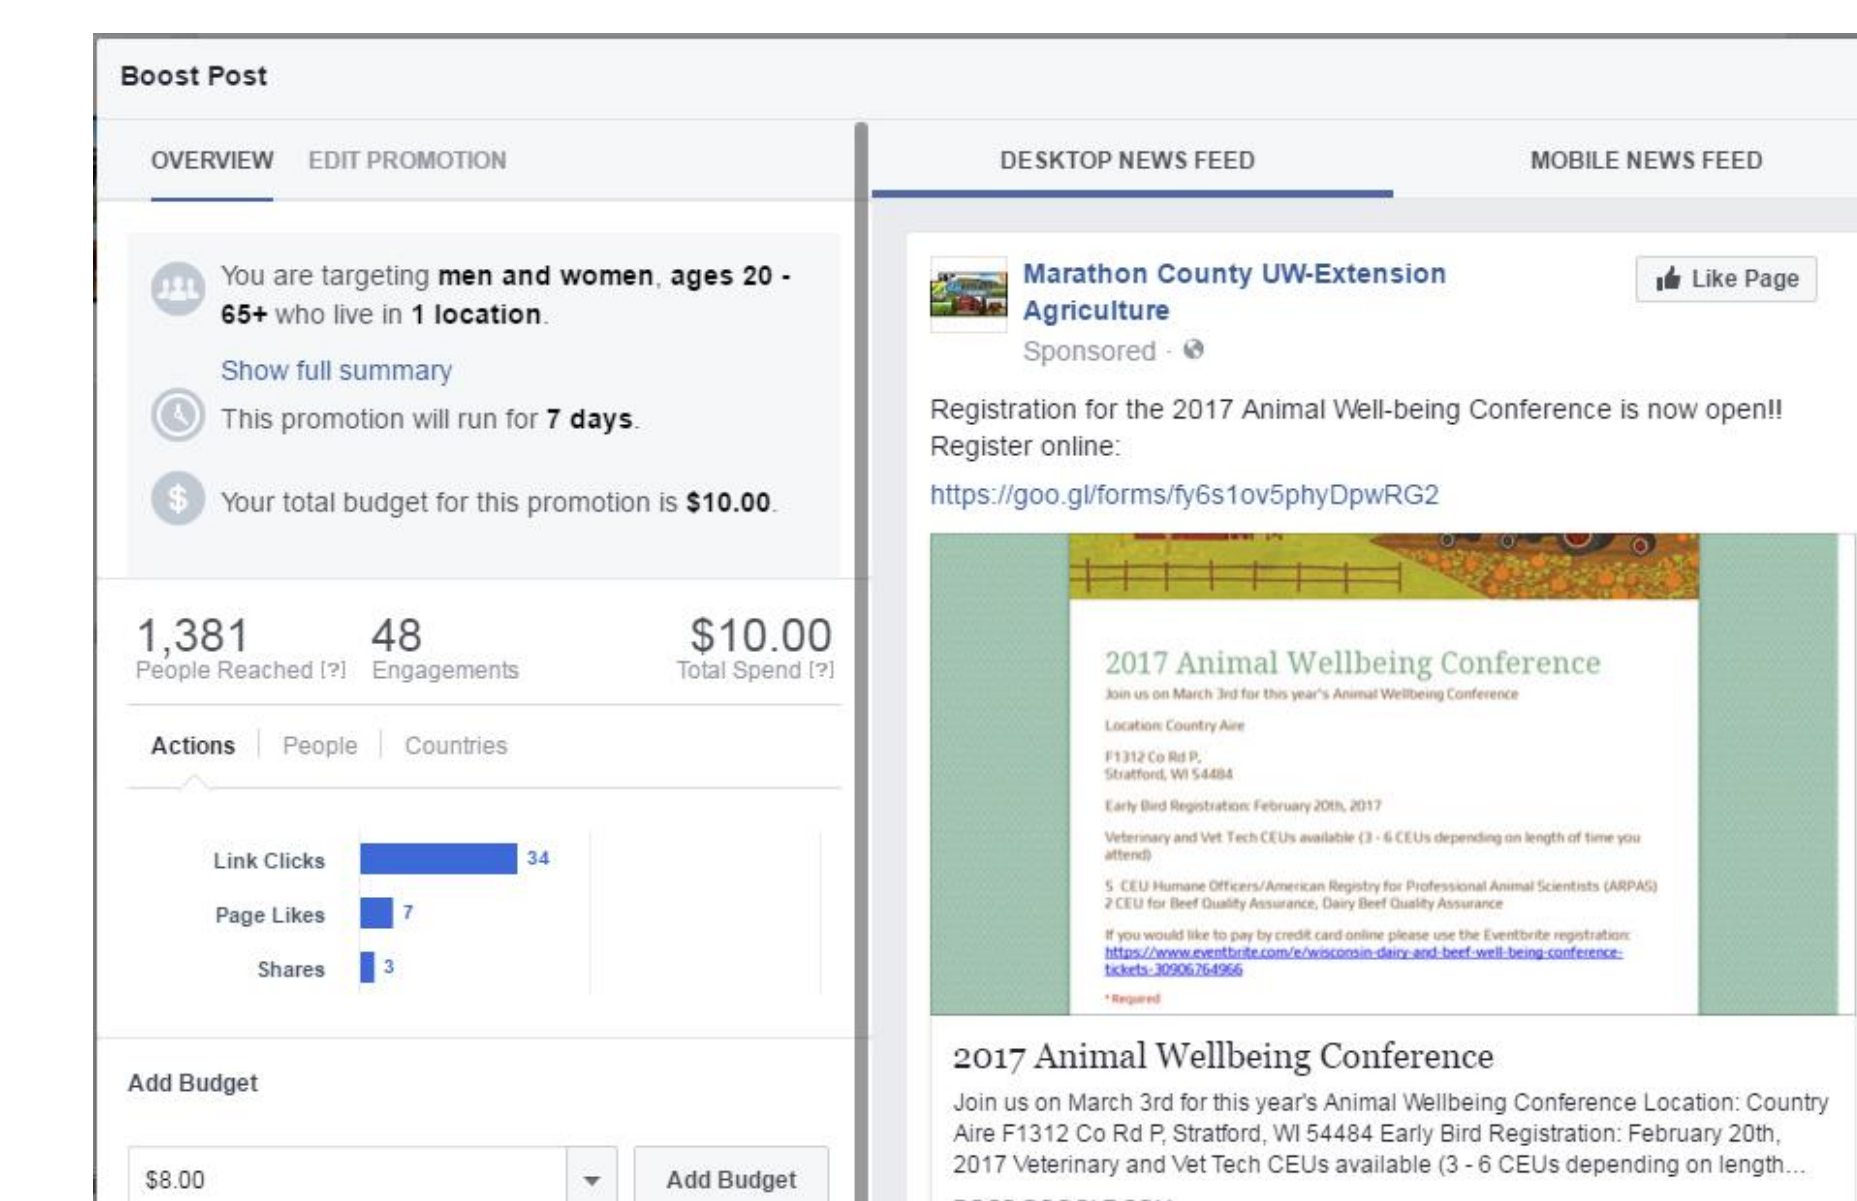 Boost Post
OVERVIEW EDIT PROMOTION
You are targeting men and women, ages 20 -
65+ who live in 1 location.
Show full summary
This promotion will run for 7 days.
Your total budget for this promotion is $10.00.
1,381 48 $10.00
People Reached [?] Engagements Total Spend [?]
Actions People Countries
Link Clicks 34
Page Likes 7
Shares 3
Add Budget
$8.00 Add Budget
DESKTOP NEWS FEED MOBILE NEWS FEED
Marathon County UW-Extension
Agriculture
Like Page
Sponsored ·
Registration for the 2017 Animal Well-being Conference is now open!!
Register online:
https://goo.gl/forms/fy6s1ov5phyDpwRG2
2017 Animal Wellbeing Conference
Join us on March 3rd for this year's Animal Wellbeing Conference
Location: Country Aire
F1312 Co Rd P,
Stratford, WI 54484
Early Bird Registration: February 20th, 2017
Veterinary and Vet Tech CEUs available (3 - 6 CEUs depending on length of time you
attend)
5 CEU Humane Officers/American Registry for Professional Animal Scientists (ARPAS)
2 CEU for Beef Quality Assurance, Dairy Beef Quality Assurance
If you would like to pay by credit card online please use the Eventbrite registration:
https://www.eventbrite.com/e/wisconsin-dairy-and-beef-well-being-conference-
tickets-30906764966
* Required
2017 Animal Wellbeing Conference
Join us on March 3rd for this year's Animal Wellbeing Conference Location: Country
Aire F1312 Co Rd P, Stratford, WI 54484 Early Bird Registration: February 20th,
2017 Veterinary and Vet Tech CEUs available (3 - 6 CEUs depending on length...